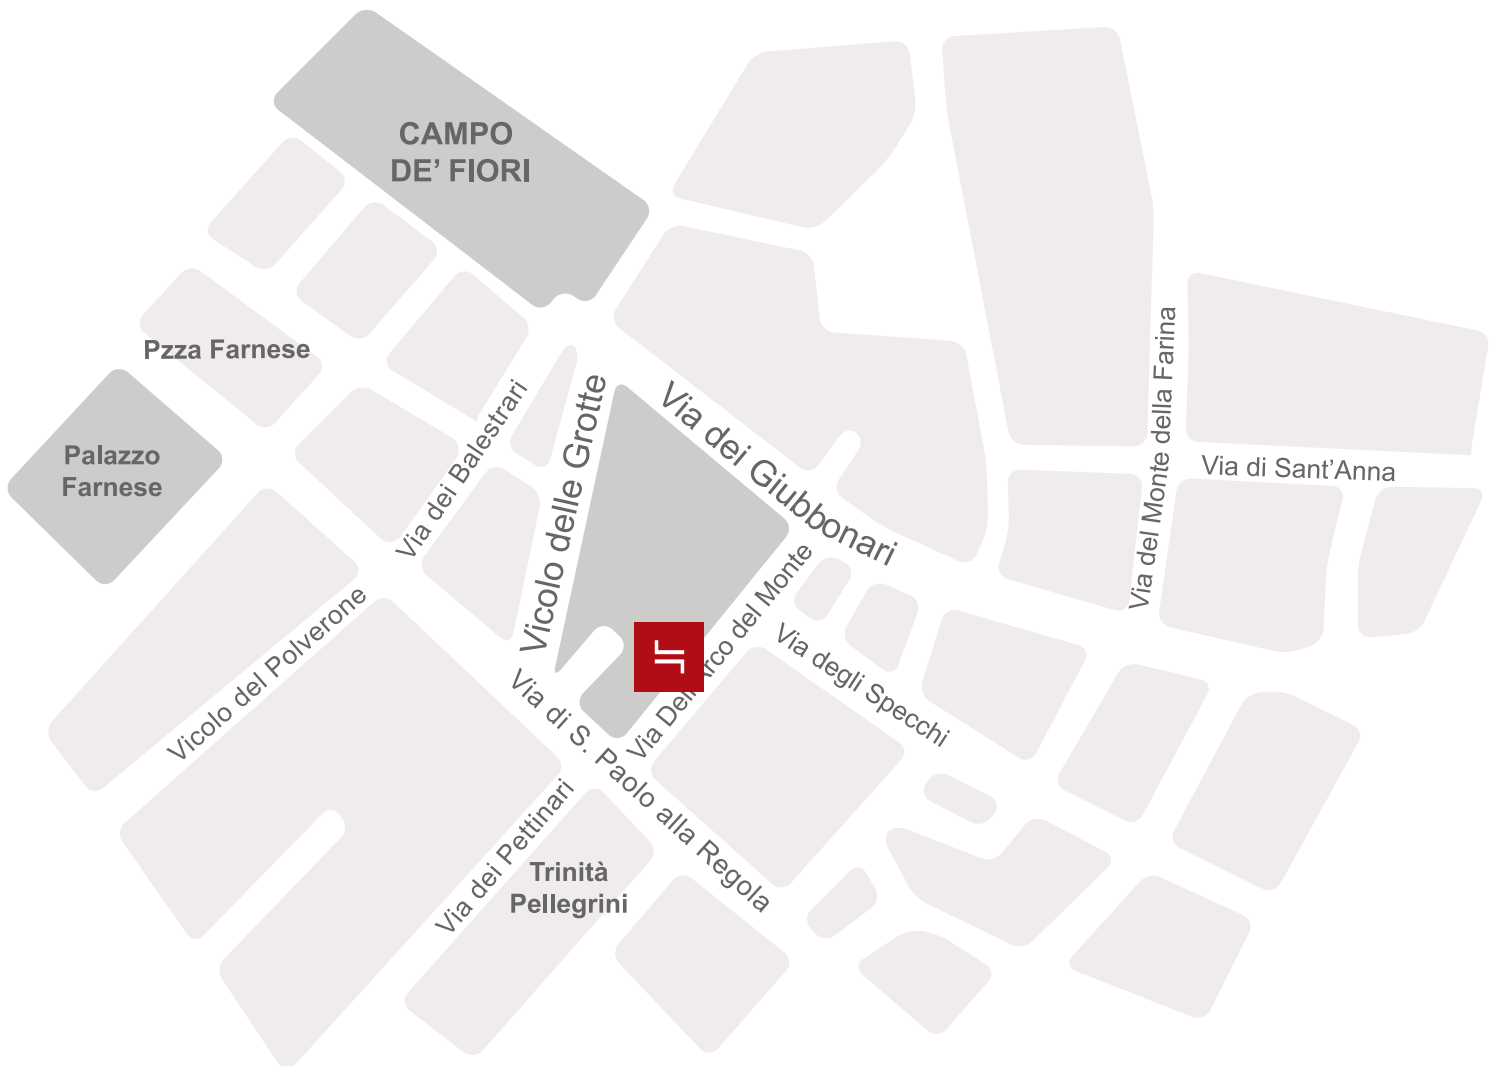 CAMPO
DE’ FIORI
Pzza Farnese
Palazzo
Farnese
Via dei Balestrari
Vicolo delle Grotte
Via dei Giubbonari
Via del Monte della Farina
Via di Sant’Anna
Vicolo del Polverone
Via di S. Paolo alla Regola
Via Dell Arco del Monte
Via degli Specchi
Via dei Pettinari
Trinità
Pellegrini